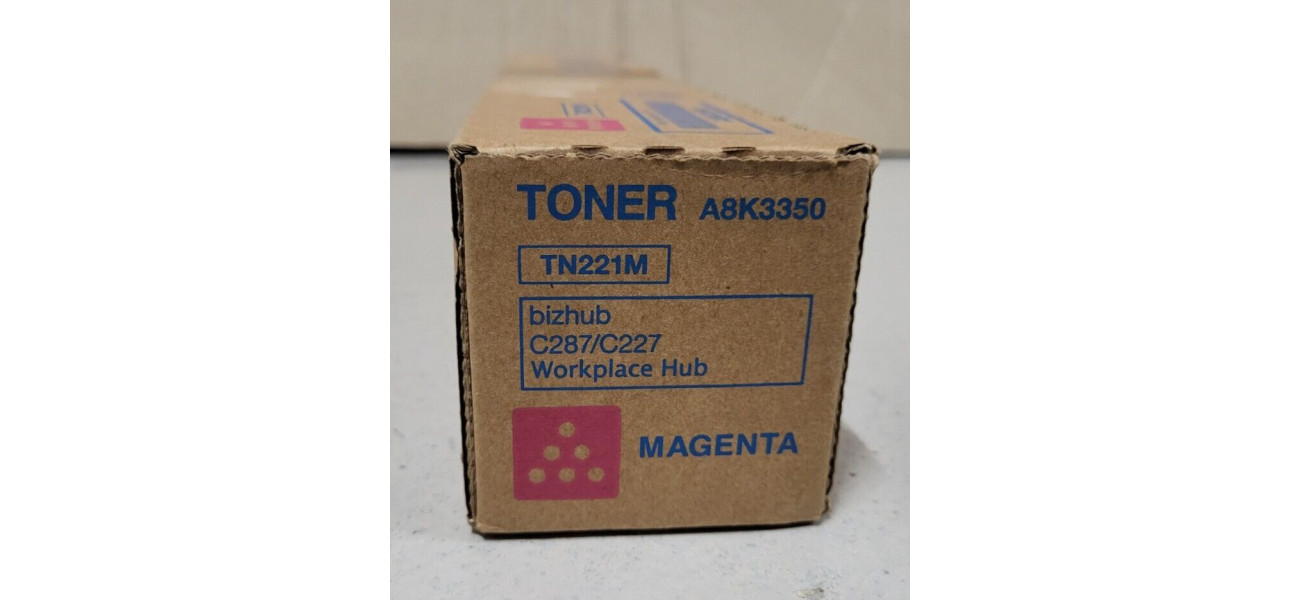 TONER A8K3350
TN221M
bizhub
C287/C227
Workplace Hub
MAGENTA